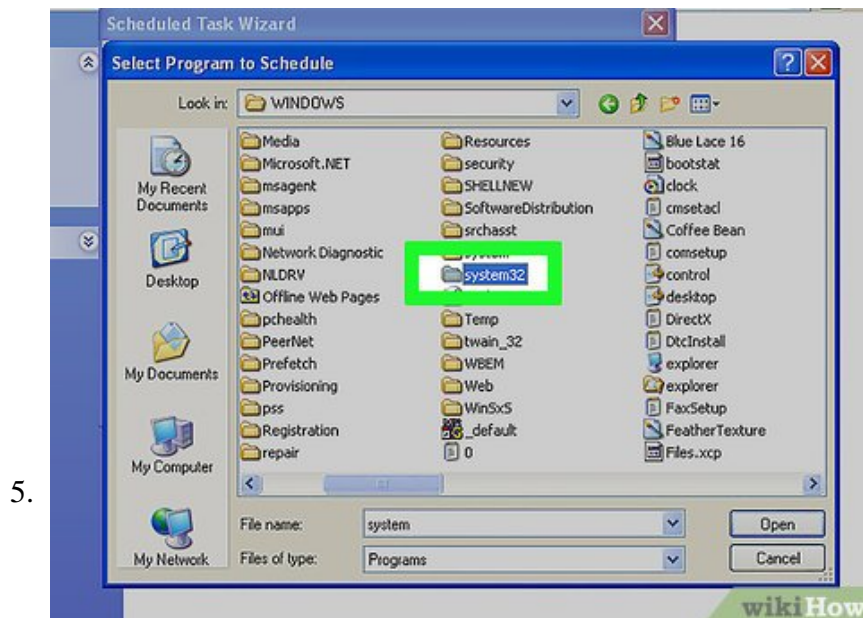 Scheduled Task Wizard
Select Program to Schedule
Look in:
WINDOWS
My Recent Documents
Desktop
My Documents
My Computer
My Network
Media
Microsoft.NET
msagent
msapps
mui
Network Diagnostic
NLDRV
Offline Web Pages
pchealth
PeerNet
Prefetch
Provisioning
pss
Registration
repair
Resources
security
SHELLNEW
SoftwareDistribution
srchasst
system32
Temp
twain_32
WBEM
Web
WinSxS
_default
0
Blue Lace 16
bootstat
clock
cmsetacl
Coffee Bean
comsetup
control
desktop
DirectX
DtcInstall
explorer
explorer
FaxSetup
FeatherTexture
Files.xcp
5.
File name:
system
Open
Files of type:
Programs
Cancel
wikiHow